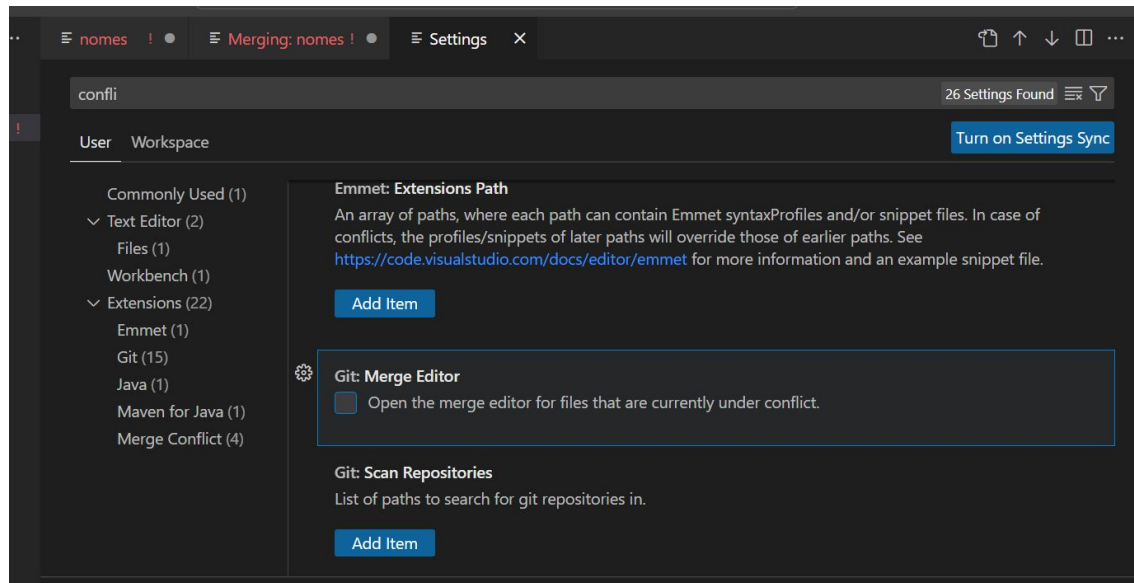 nomes !
Merging: nomes !
Settings
confli
26 Settings Found
!
User Workspace
Turn on Settings Sync
Commonly Used (1)
Text Editor (2)
Files (1)
Workbench (1)
Extensions (22)
Emmet (1)
Git (15)
Java (1)
Maven for Java (1)
Merge Conflict (4)
Emmet: Extensions Path
An array of paths, where each path can contain Emmet syntaxProfiles and/or snippet files. In case of
conflicts, the profiles/snippets of later paths will override those of earlier paths. See
https://code.visualstudio.com/docs/editor/emmet for more information and an example snippet file.
Add Item
Git: Merge Editor
Open the merge editor for files that are currently under conflict.
Git: Scan Repositories
List of paths to search for git repositories in.
Add Item